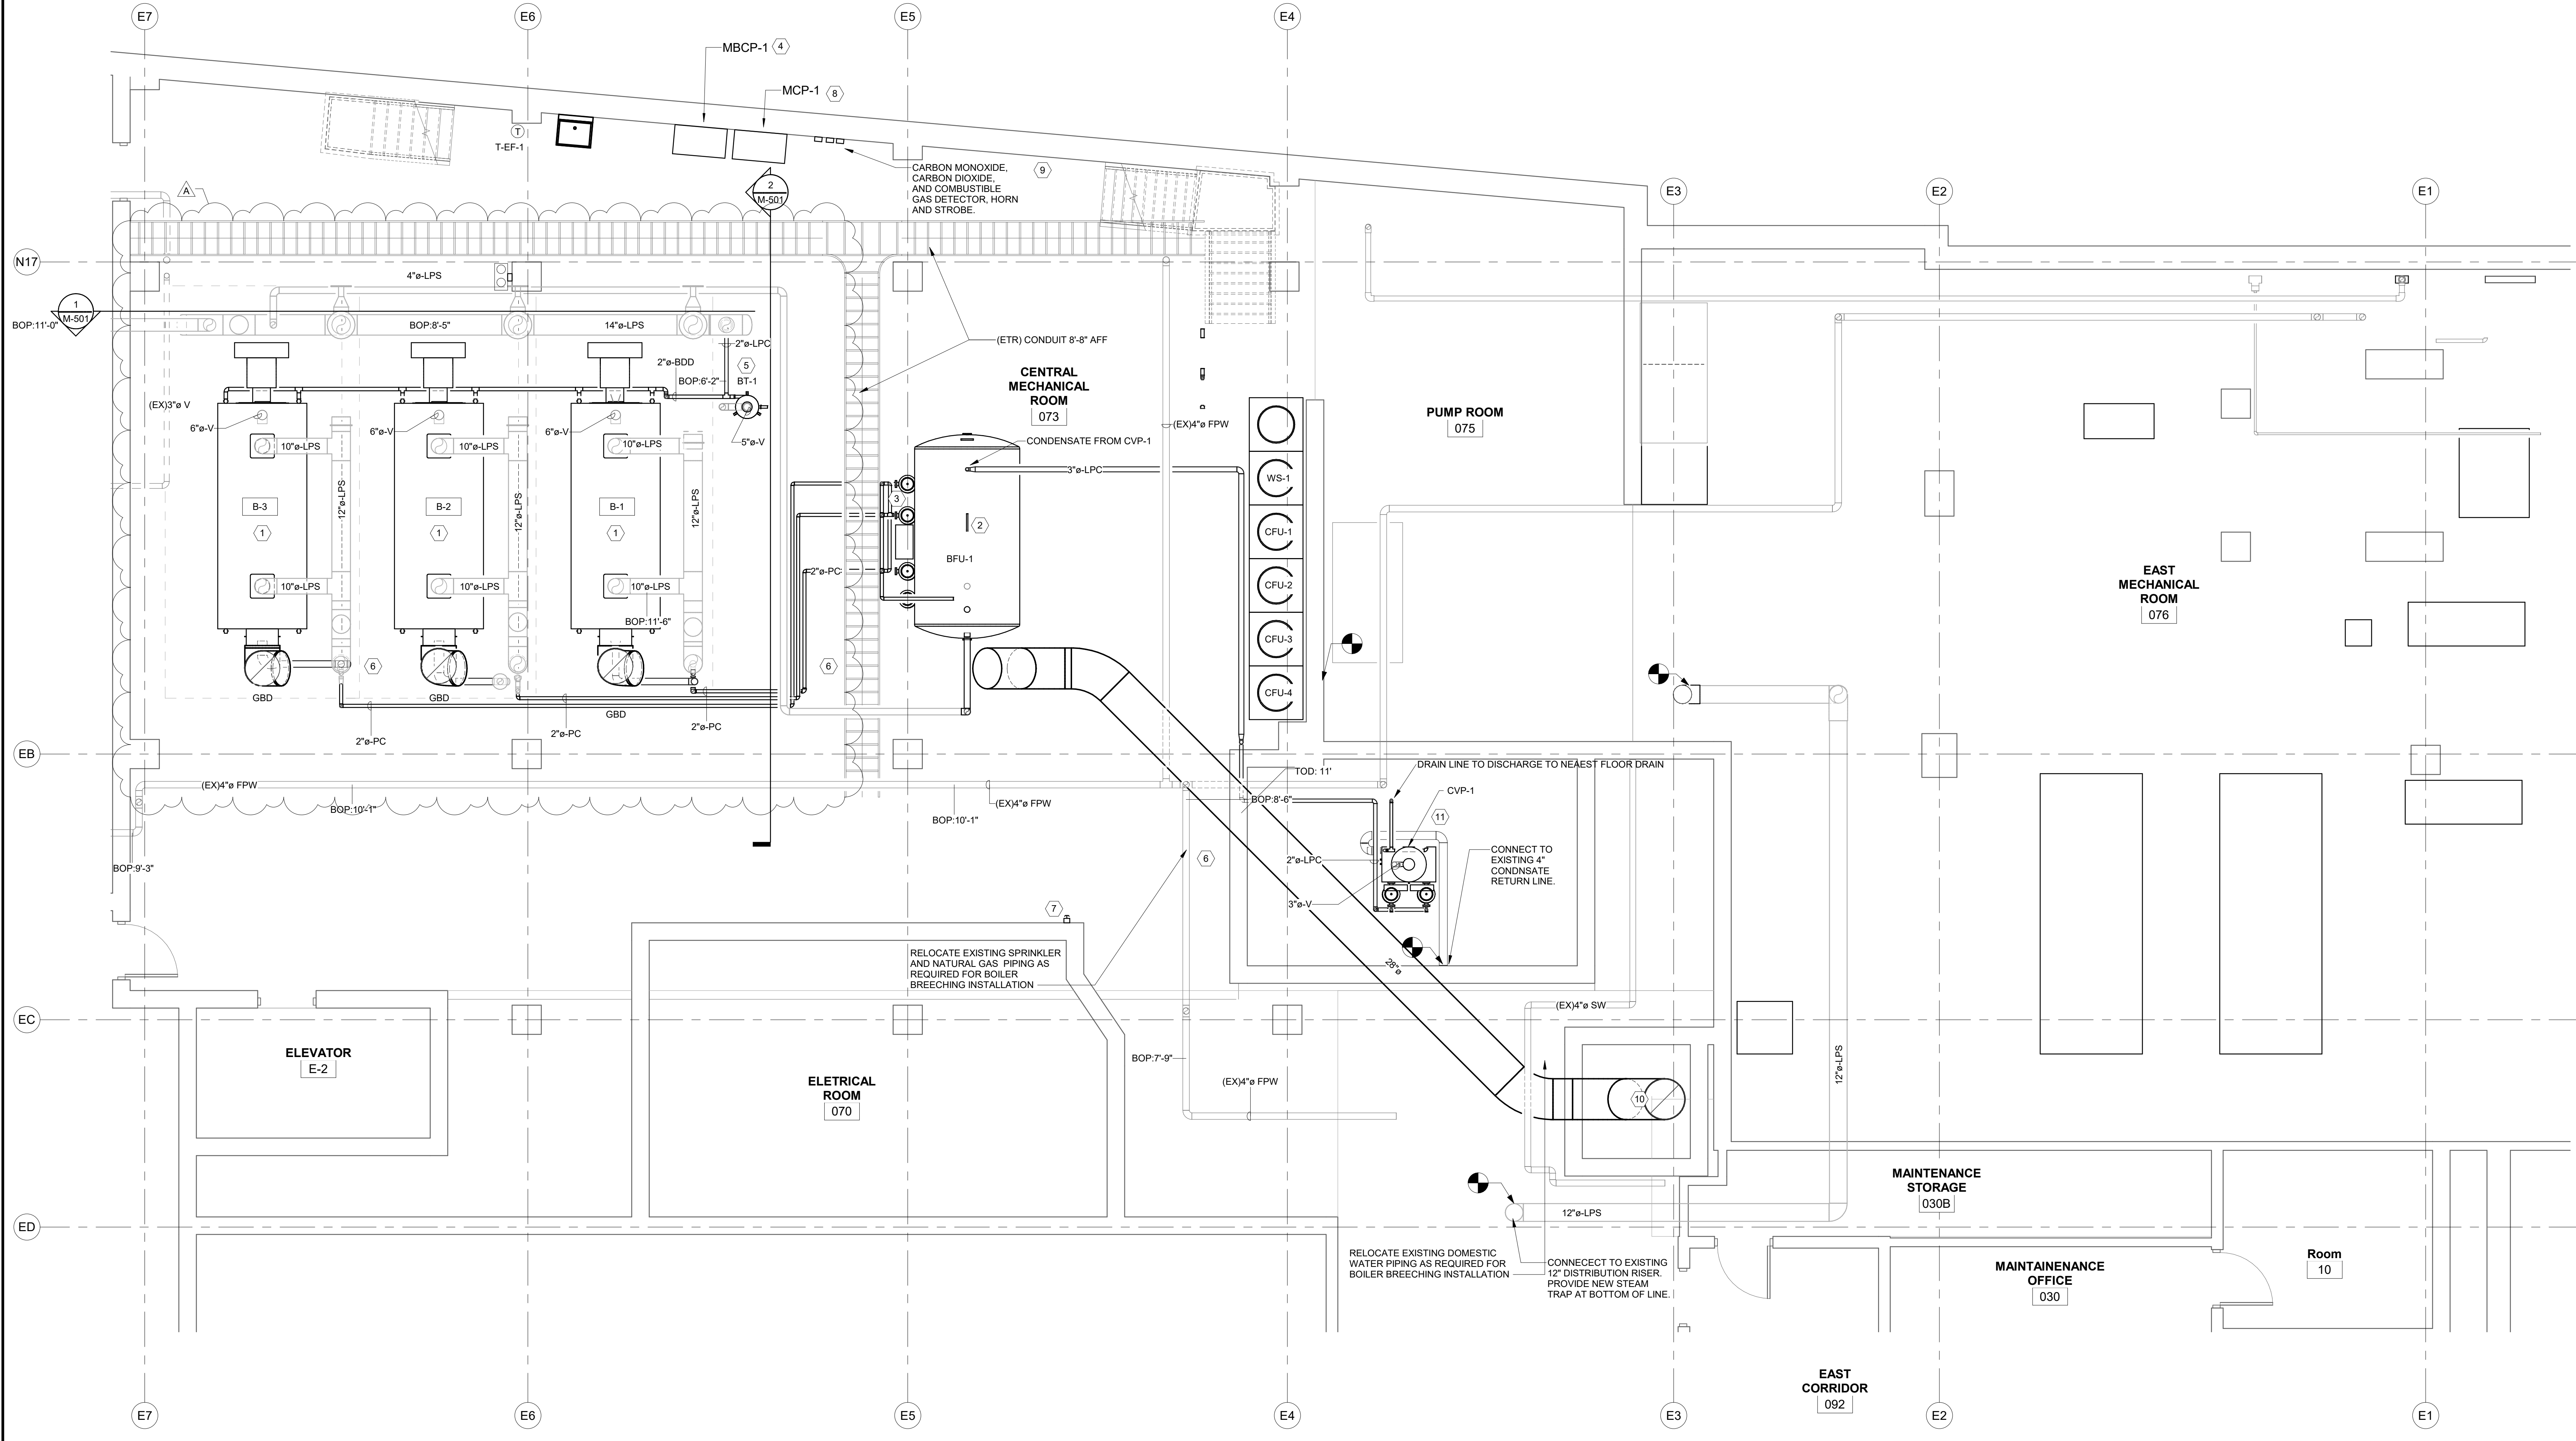 E7
E6
E5
E4
MBCP-1
4
MCP-1
8
T
T-EF-1
CARBON MONOXIDE,
CARBON DIOXIDE,
AND COMBUSTIBLE
GAS DETECTOR, HORN
AND STROBE.
9
A
2
M-501
E3
E2
E1
N17
4"ø-LPS
1
M-501
BOP:11'-0"
BOP:8'-5"
14"ø-LPS
2"ø-LPC
(ETR) CONDUIT 8'-8" AFF
2"ø-BDD
5
BOP:6'-2"
BT-1
CENTRAL
MECHANICAL
ROOM
073
(EX)3"ø V
6"ø-V
6"ø-V
6"ø-V
5"ø-V
(EX)4"ø FPW
PUMP ROOM
075
10"ø-LPS
10"ø-LPS
10"ø-LPS
CONDENSATE FROM CVP-1
3"ø-LPC
WS-1
12"ø-LPS
12"ø-LPS
12"ø-LPS
B-3
B-2
B-1
3
1
1
1
2
CFU-1
BFU-1
2"ø-PC
CFU-2
10"ø-LPS
10"ø-LPS
10"ø-LPS
EAST
MECHANICAL
ROOM
076
BOP:11'-6"
CFU-3
6
6
CFU-4
GBD
GBD
GBD
2"ø-PC
2"ø-PC
2"ø-PC
EB
DRAIN LINE TO DISCHARGE TO NEAEST FLOOR DRAIN
TOD: 11'
(EX)4"ø FPW
BOP:10'-1"
(EX)4"ø FPW
BOP:10'-1"
BOP:8'-6"
CVP-1
11
BOP:9'-3"
6
2"ø-LPC
CONNECT TO
EXISTING 4"
CONDNSATE
RETURN LINE.
3"ø-V
7
RELOCATE EXISTING SPRINKLER
AND NATURAL GAS PIPING AS
REQUIRED FOR BOILER
BREECHING INSTALLATION
28"ø
(EX)4"ø SW
EC
ELEVATOR
E-2
ELETRICAL
ROOM
070
BOP:7'-9"
(EX)4"ø FPW
10
12"ø-LPS
MAINTENANCE
STORAGE
030B
12"ø-LPS
ED
RELOCATE EXISTING DOMESTIC
WATER PIPING AS REQUIRED FOR
BOILER BREECHING INSTALLATION
CONNECECT TO EXISTING
12" DISTRIBUTION RISER.
PROVIDE NEW STEAM
TRAP AT BOTTOM OF LINE.
MAINTAINENANCE
OFFICE
030
Room
10
EAST
CORRIDOR
092
E7
E6
E5
E4
E3
E2
E1